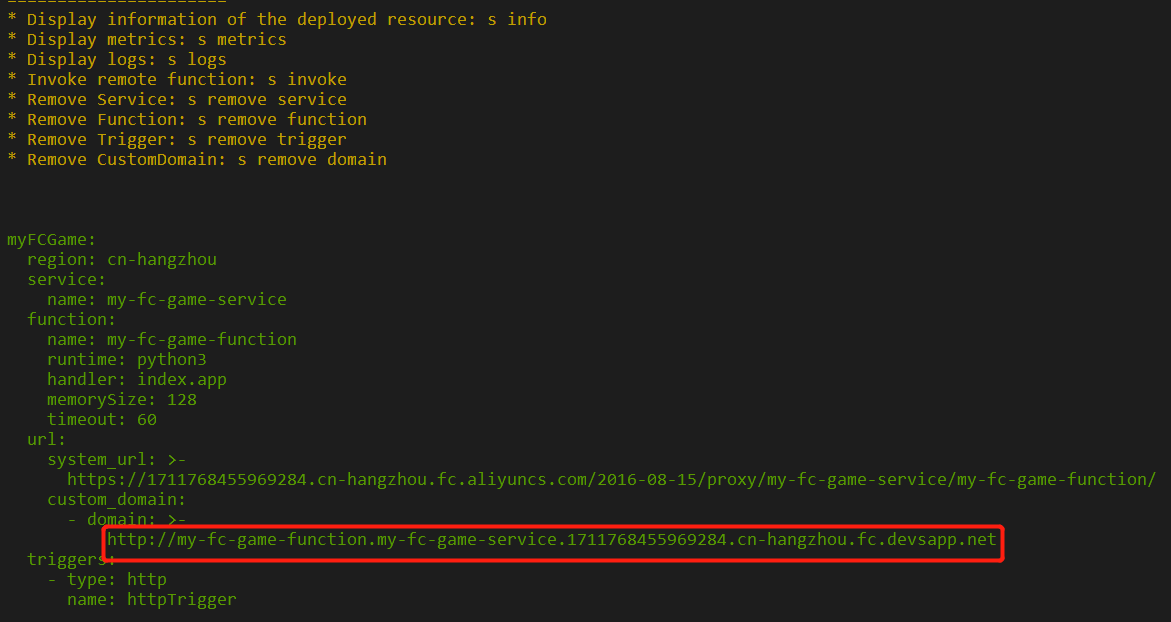 * Display information of the deployed resource: s info
* Display metrics: s metrics
* Display logs: s logs
* Invoke remote function: s invoke
* Remove Service: s remove service
* Remove Function: s remove function
* Remove Trigger: s remove trigger
* Remove CustomDomain: s remove domain
myFCGame:
region: cn-hangzhou
service:
name: my-fc-game-service
function:
name: my-fc-game-function
runtime: python3
handler: index.app
memorySize: 128
timeout: 60
url:
system_url: >-
https://1711768455969284.cn-hangzhou.fc.aliyuncs.com/2016-08-15/proxy/my-fc-game-service/my-fc-game-function/
custom_domain:
- domain: >-
http://my-fc-game-function.my-fc-game-service.1711768455969284.cn-hangzhou.fc.devsapp.net
triggers:
- type: http
name: httpTrigger